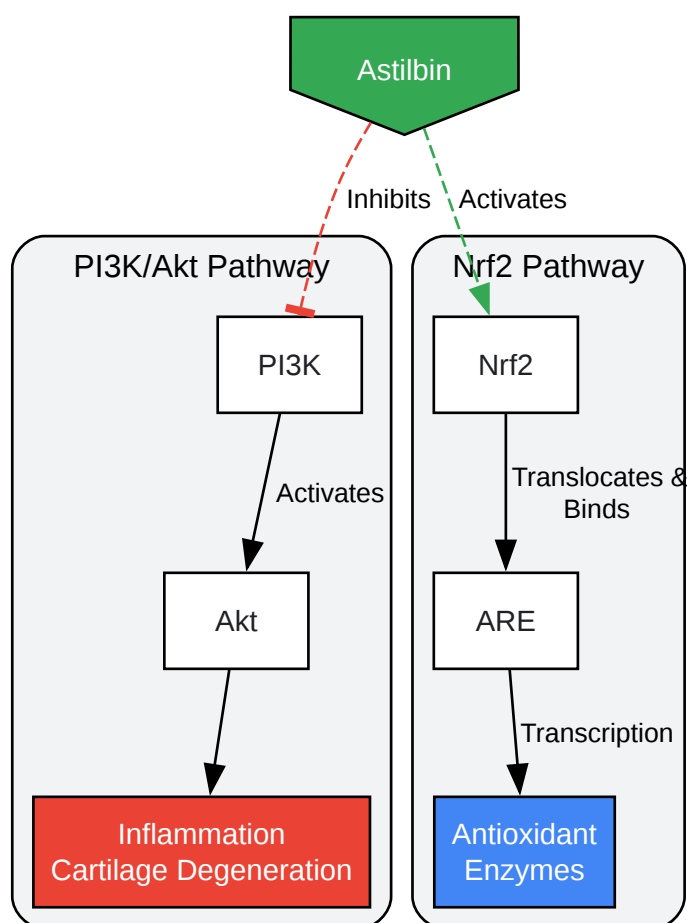 Astilbin
Inhibits
Activates
PI3K/Akt Pathway
Nrf2 Pathway
PI3K
Nrf2
Activates
Translocates &
Binds
Akt
ARE
Transcription
Inflammation
Cartilage Degeneration
Antioxidant
Enzymes